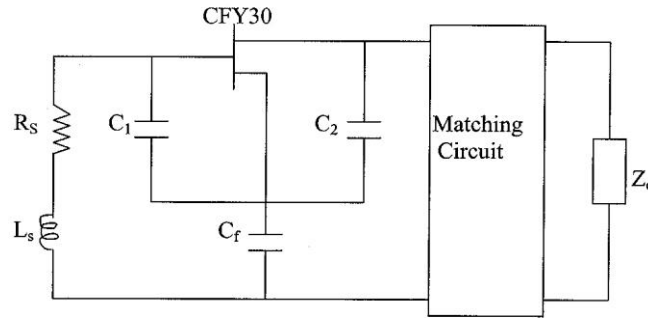 CFY30
R_S
C_1
C_2
Matching
Circuit
L_s
C_f